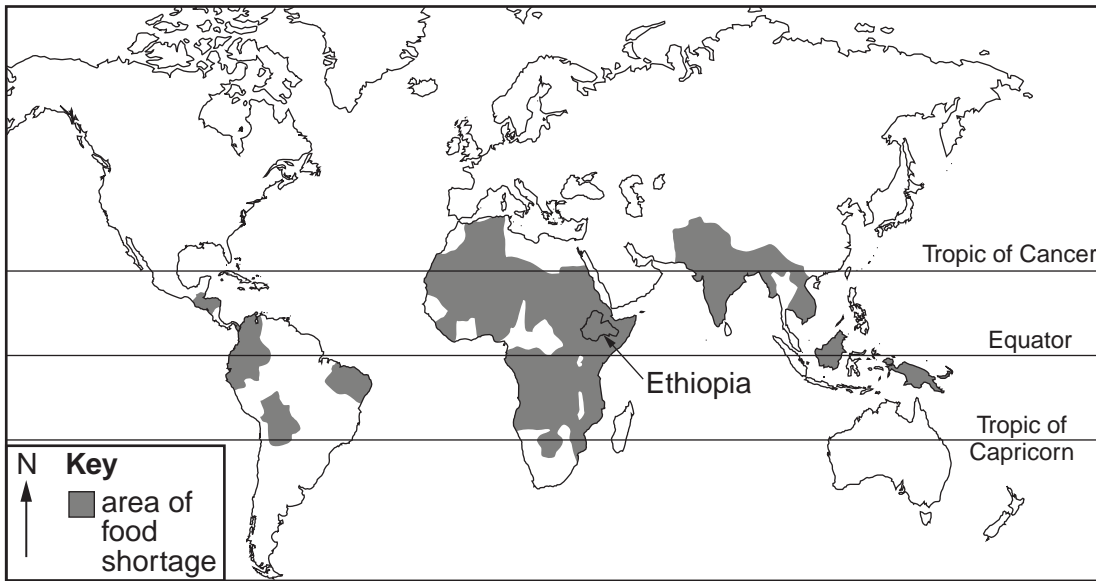 Tropic of Cancer
Equator
Ethiopia
Tropic of
Capricorn
N
Key
area of
food
shortage